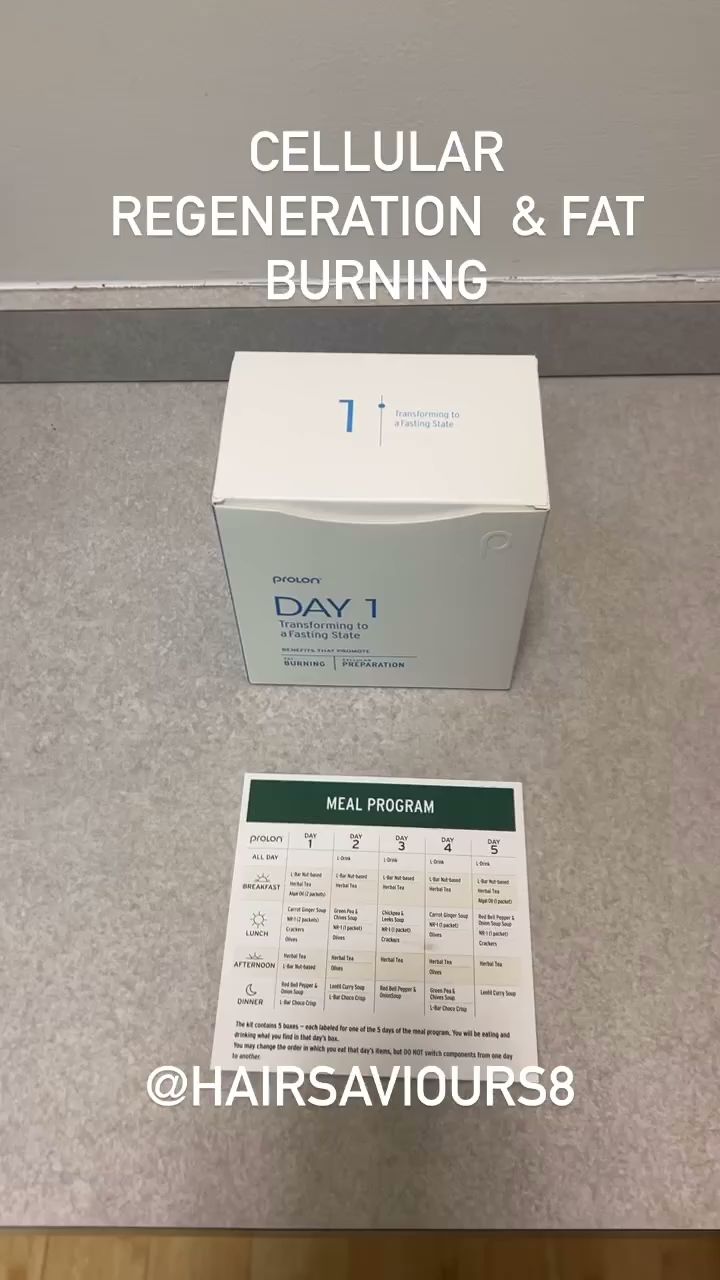 CELLULAR
REGENERATION & FAT
BURNING
1
Transforming to
a Fasting State
PROLON
DAY 1
Transforming to
a Fasting State
BENEFITS THAT PROMOTE
FAT BURNING | CELLULAR PREPARATION
MEAL PROGRAM
PROLON DAY 1 DAY 2 DAY 3 DAY 4 DAY 5
ALL DAY L-Drink L-Drink L-Drink L-Drink
BREAKFAST
L-Bar Nut-based
Herbal Tea
Algal Oil (2 packets)
L-Bar Nut-based
Herbal Tea
L-Bar Nut-based
Herbal Tea
L-Bar Nut-based
Herbal Tea
L-Bar Nut-based
Herbal Tea
Algal Oil (1 packet)
LUNCH
Carrot Ginger Soup
NR-1 (2 packets)
Crackers
Olives
Green Pea &
Chives Soup
NR-1 (1 packet)
Olives
Chickpea &
Leeks Soup
NR-1 (1 packet)
Crackers
Carrot Ginger Soup
NR-1 (1 packet)
Olives
Red Bell Pepper &
Onion Soup Soup
NR-1 (1 packet)
Crackers
AFTERNOON
Herbal Tea
L-Bar Nut-based
Herbal Tea
Olives
Herbal Tea
Herbal Tea
Olives
Herbal Tea
DINNER
Red Bell Pepper &
Onion Soup
L-Bar Choco Crisp
Lentil Curry Soup
L-Bar Choco Crisp
Red Bell Pepper &
OnionSoup
Green Pea &
Chives Soup
L-Bar Choco Crisp
Lentil Curry Soup
The kit contains 5 boxes – each labeled for one of the 5 days of the meal program. You will be eating and
drinking what you find in that day's box.
You may change the order in which you eat that day's items, but DO NOT switch components from one day
to another.
@HAIRSAVIOURS8